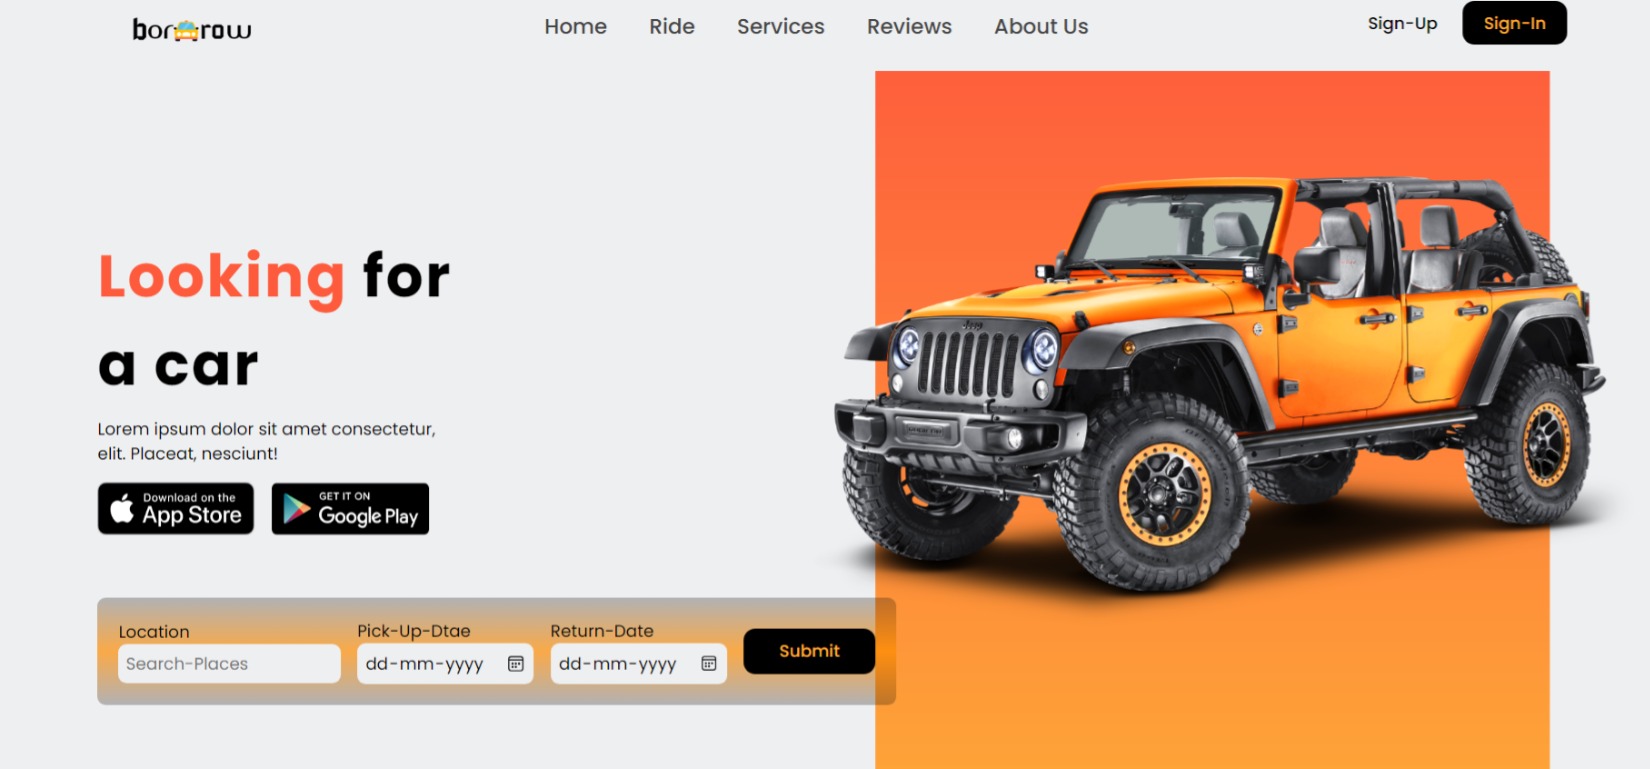 borrow
Home Ride Services Reviews About Us
Sign-Up Sign-In
Looking for
a car
Lorem ipsum dolor sit amet consectetur,
elit. Placeat, nesciunt!
Download on the
App Store
GET IT ON
Google Play
Location Pick-Up-Dtae Return-Date
Search-Places dd-mm-yyyy dd-mm-yyyy Submit
Jeep